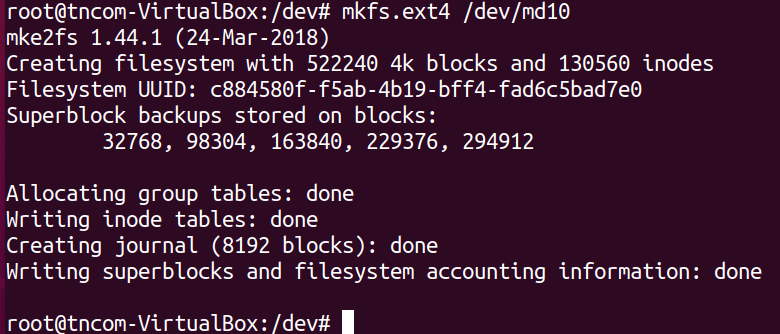 root@tncom-VirtualBox:/dev# mkfs.ext4 /dev/md10
mke2fs 1.44.1 (24-Mar-2018)
Creating filesystem with 522240 4k blocks and 130560 inodes
Filesystem UUID: c884580f-f5ab-4b19-bff4-fad6c5bad7e0
Superblock backups stored on blocks:
        32768, 98304, 163840, 229376, 294912

Allocating group tables: done
Writing inode tables: done
Creating journal (8192 blocks): done
Writing superblocks and filesystem accounting information: done

root@tncom-VirtualBox:/dev#